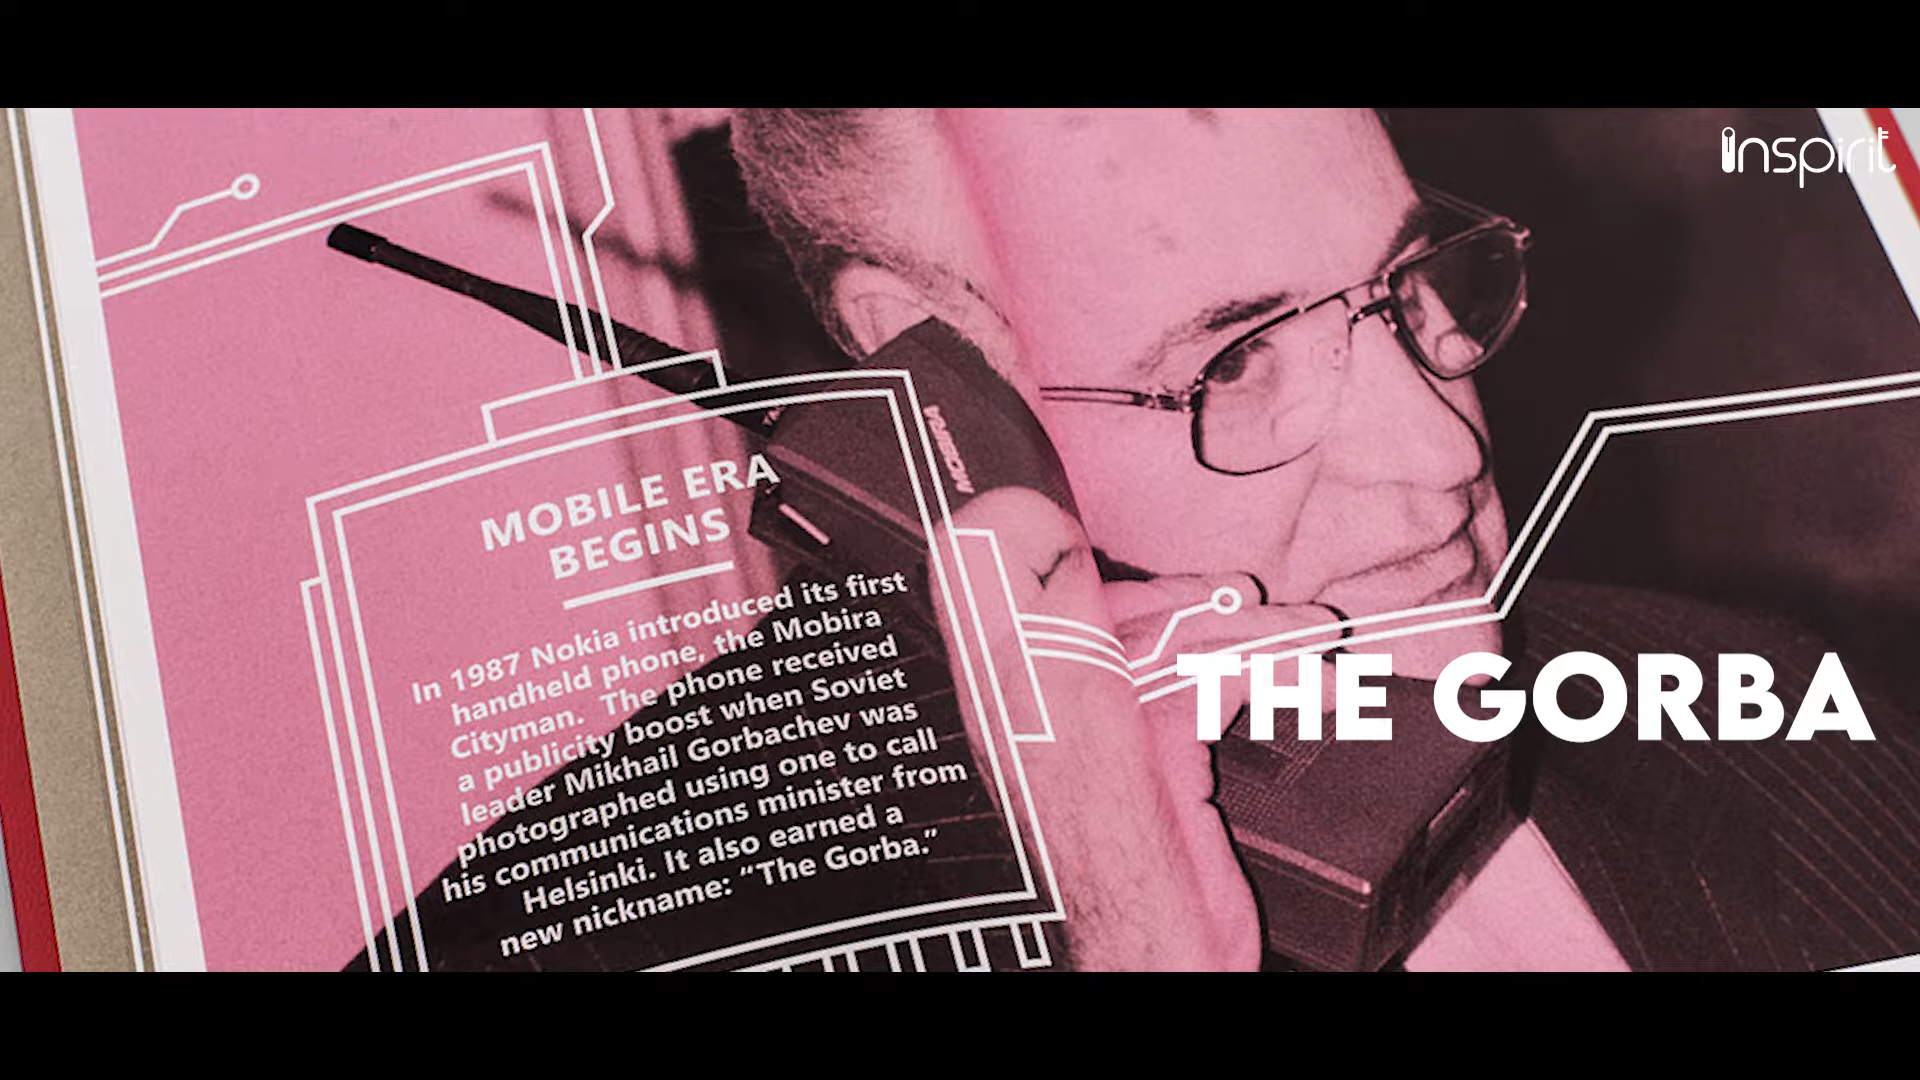 inspirit
MOBIRA
MOBILE ERA
BEGINS
In 1987 Nokia introduced its first
handheld phone, the Mobira
Cityman. The phone received
a publicity boost when Soviet
leader Mikhail Gorbachev was
photographed using one to call
his communications minister from
Helsinki. It also earned a
new nickname: “The Gorba.”
THE GORBA